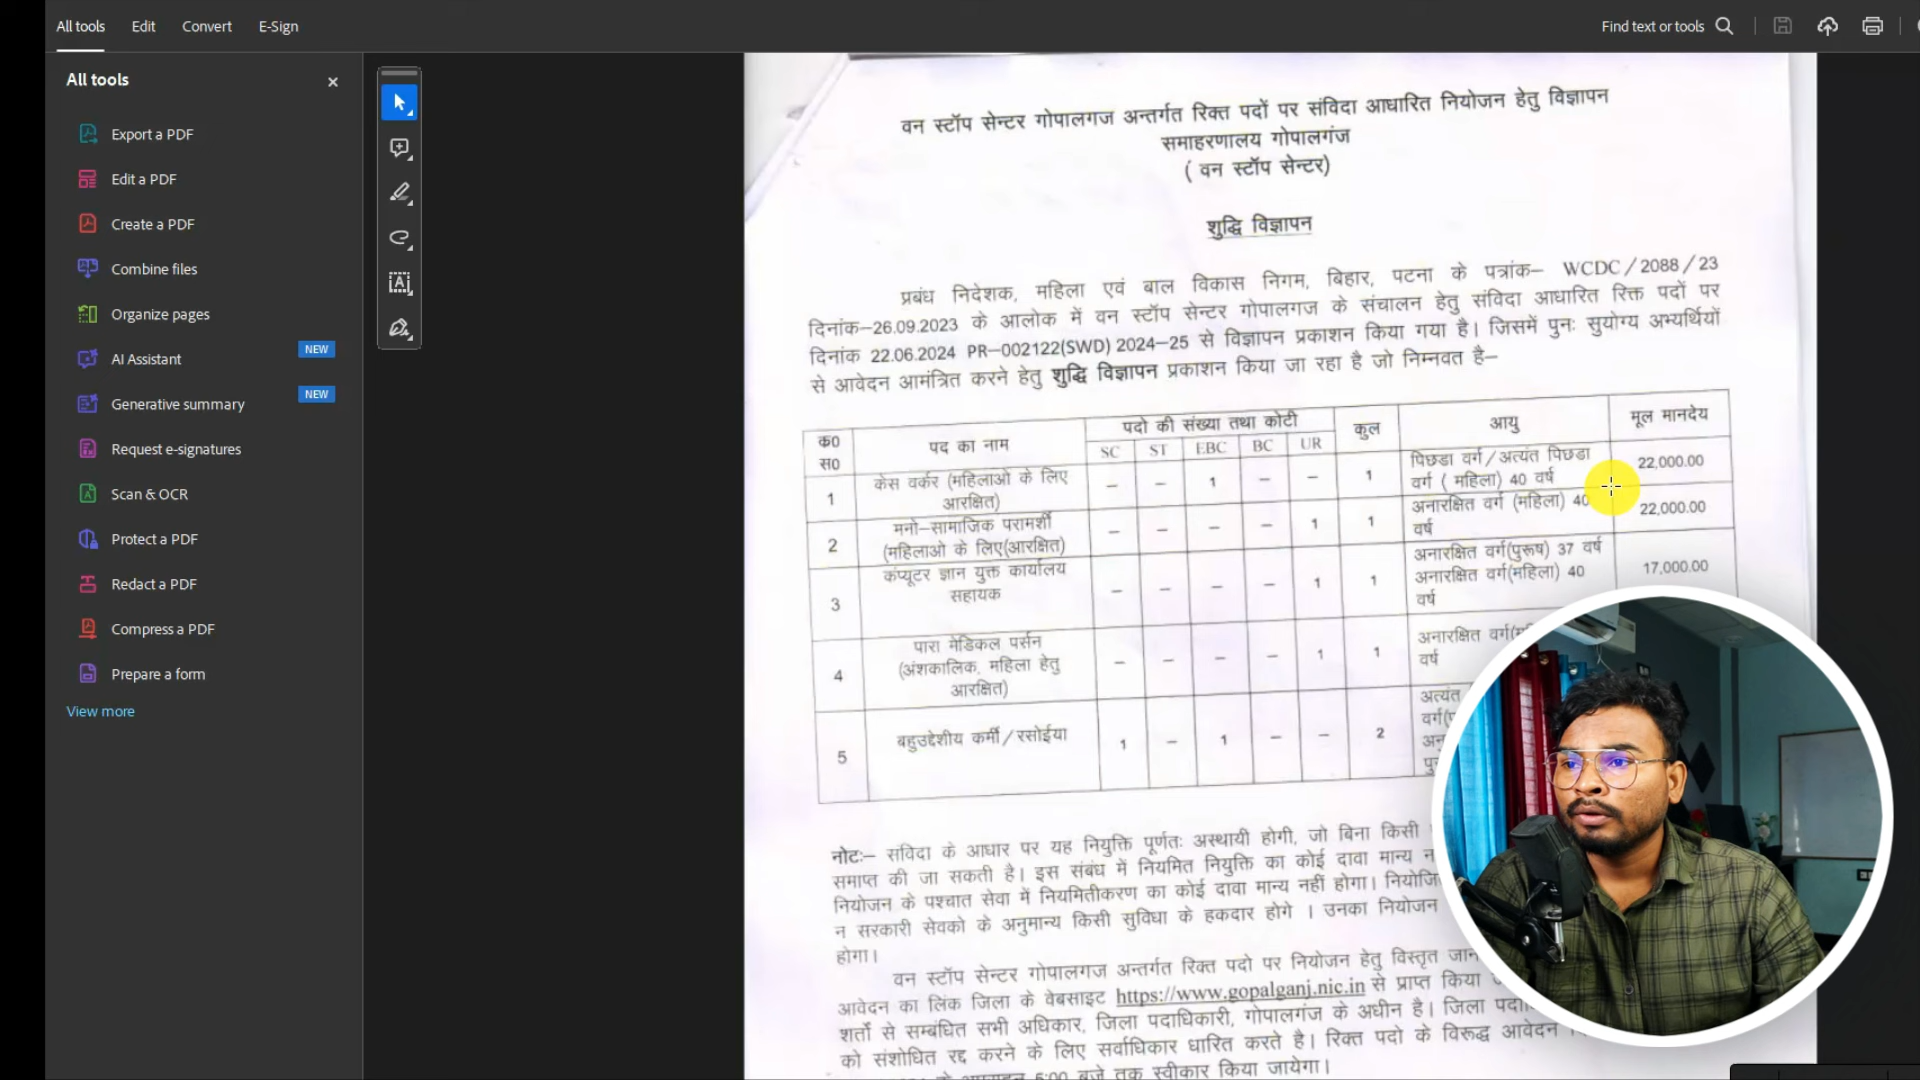 All tools
Edit
Convert
E-Sign
Find text or tools
All tools
Export a PDF
Edit a PDF
Create a PDF
Combine files
Organize pages
AI Assistant NEW
Generative summary NEW
Request e-signatures
Scan & OCR
Protect a PDF
Redact a PDF
Compress a PDF
Prepare a form
View more
वन स्टॉप सेन्टर गोपालगज अन्तर्गत रिक्त पदों पर संविदा आधारित नियोजन हेतु विज्ञापन
समाहरणालय गोपालगंज
( वन स्टॉप सेन्टर)
शुद्धि विज्ञापन
प्रबंध निदेशक, महिला एवं बाल विकास निगम, बिहार, पटना के पत्रांक– WCDC/2088/23
दिनांक–26.09.2023 के आलोक में वन स्टॉप सेन्टर गोपालगज के संचालन हेतु संविदा आधारित रिक्त पदों पर
दिनांक 22.06.2024 PR–002122(SWD) 2024–25 से विज्ञापन प्रकाशन किया गया है। जिसमें पुनः सुयोग्य अभ्यर्थियों
से आवेदन आमंत्रित करने हेतु शुद्धि विज्ञापन प्रकाशन किया जा रहा है जो निम्नवत है–
क0 स0 पद का नाम पदो की संख्या तथा कोटी कुल आयु मूल मानदेय
SC ST EBC BC UR
1 केस वर्कर (महिलाओ के लिए आरक्षित) – – 1 – – 1 पिछडा वर्ग/अत्यंत पिछडा वर्ग ( महिला) 40 वर्ष 22,000.00
2 मनो–सामाजिक परामर्शी (महिलाओ के लिए(आरक्षित) – – – – 1 1 अनारक्षित वर्ग (महिला) 40 वर्ष 22,000.00
3 कंप्यूटर ज्ञान युक्त कार्यालय सहायक – – – – 1 1 अनारक्षित वर्ग(पुरूष) 37 वर्ष अनारक्षित वर्ग(महिला) 40 वर्ष 17,000.00
4 पारा मेडिकल पर्सन (अंशकालिक, महिला हेतु आरक्षित) – – – – 1 1 अनारक्षित वर्ग( वर्ष
5 बहुउद्देशीय कर्मी/रसोईया 1 – 1 – – 2 अत्यंत वर्ग(
नोटः– संविदा के आधार पर यह नियुक्ति पूर्णतः अस्थायी होगी, जो बिना किसी
समाप्त की जा सकती है। इस संबंध में नियमित नियुक्ति का कोई दावा मान्य
नियोजन के पश्चात सेवा में नियमितीकरण का कोई दावा मान्य नहीं होगा।
न सरकारी सेवको के अनुमान्य किसी सुविधा के हकदार होगे । उनका नियोजन
होगा।
वन स्टॉप सेन्टर गोपालगंज अन्तर्गत रिक्त पदो पर नियोजन हेतु विस्तृत
आवेदन का लिंक जिला के वेबसाइट https://www.gopalganj.nic.in से प्राप्त किया
शर्तो से सम्बंधित सभी अधिकार, जिला पदाधिकारी, गोपालगंज के अधीन है। जिला
को संशोधित रद्द करने के लिए सर्वाधिकार धारित करते है। रिक्त पदो के विरूद्ध आवेदन
5:00 बजे तक स्वीकार किया जायेगा।